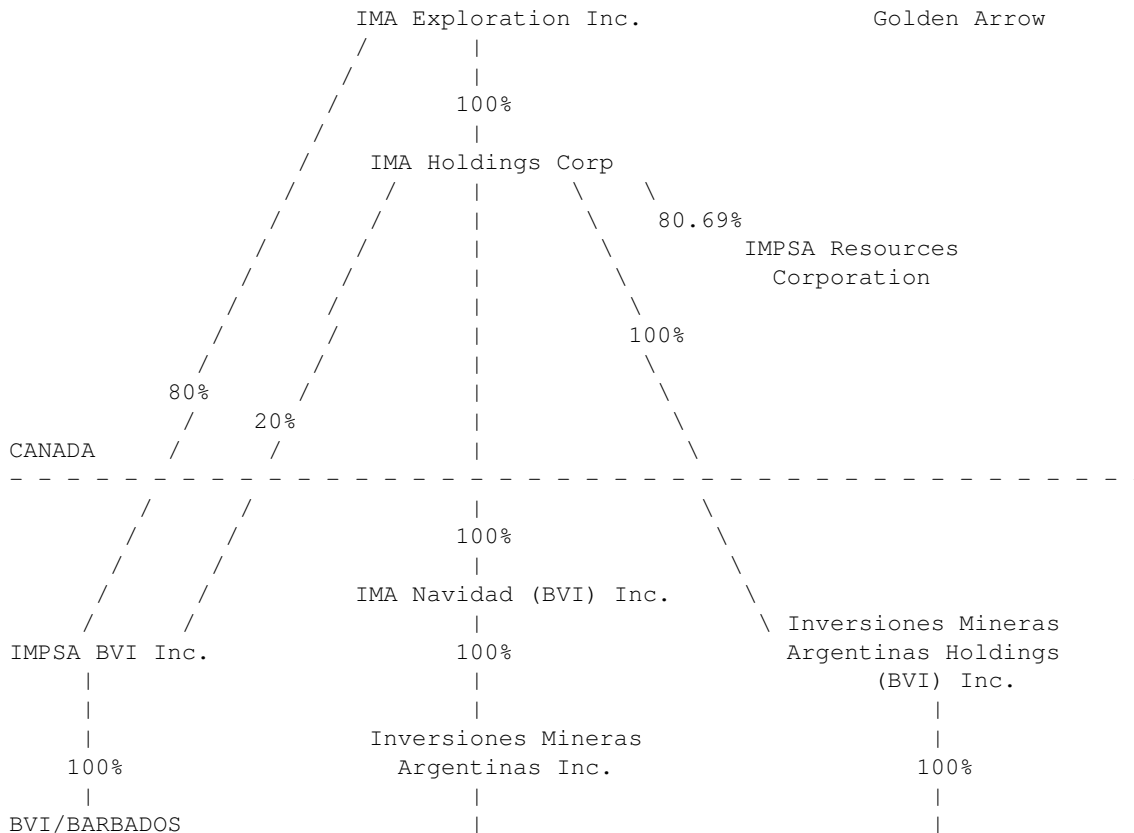 IMA Exploration Inc. Golden Arrow
100%
IMA Holdings Corp
80.69%
IMPSA Resources
Corporation
100%
80%
20%
CANADA
100%
IMA Navidad (BVI) Inc.
Inversiones Mineras
IMPSA BVI Inc. 100% Argentinas Holdings
(BVI) Inc.
Inversiones Mineras
100% Argentinas Inc. 100%
BVI/BARBADOS